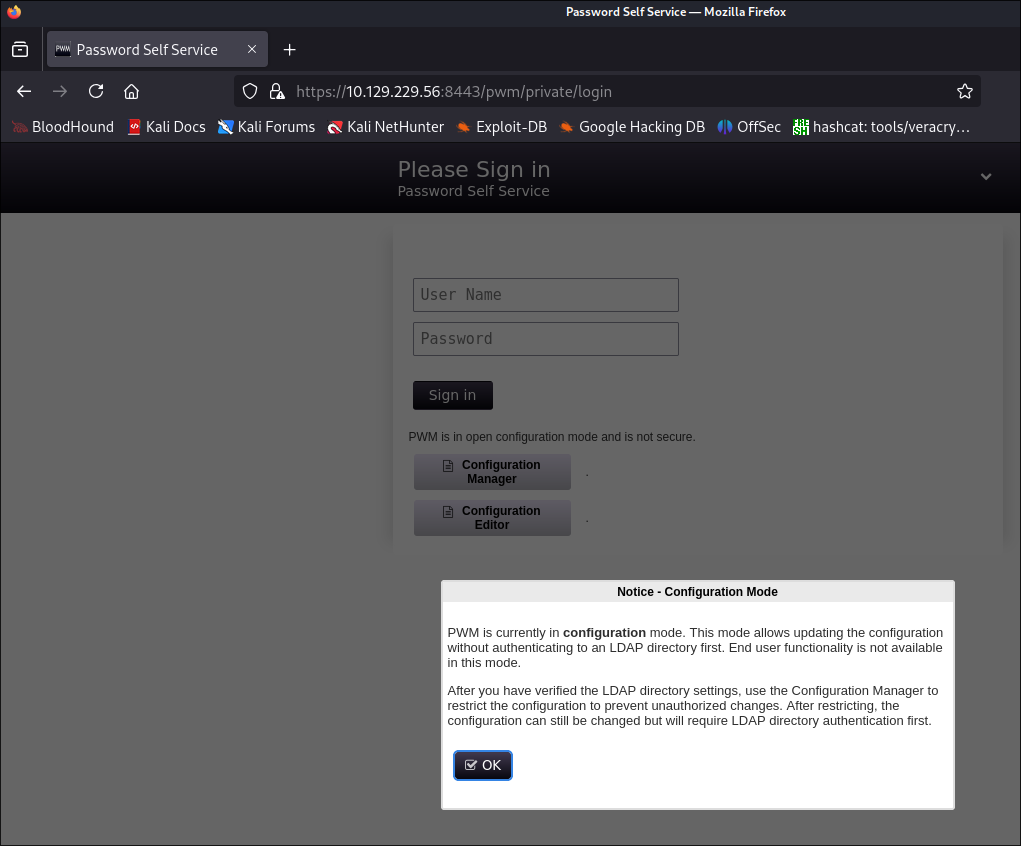 Password Self Service — Mozilla Firefox
PWM Password Self Service
https://10.129.229.56:8443/pwm/private/login
BloodHound Kali Docs Kali Forums Kali NetHunter Exploit-DB Google Hacking DB OffSec hashcat: tools/veracry…
Please Sign in
Password Self Service
User Name
Password
Sign in
PWM is in open configuration mode and is not secure.
Configuration
Manager .
Configuration
Editor .
Notice - Configuration Mode
PWM is currently in configuration mode. This mode allows updating the configuration
without authenticating to an LDAP directory first. End user functionality is not available
in this mode.
After you have verified the LDAP directory settings, use the Configuration Manager to
restrict the configuration to prevent unauthorized changes. After restricting, the
configuration can still be changed but will require LDAP directory authentication first.
OK